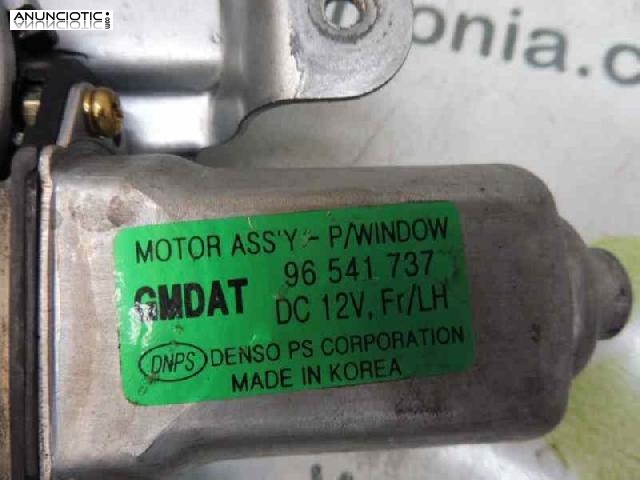 ANUNCIOTIC.com
onia.c
MOTOR ASS'Y - P/WINDOW
96 541 737
GMDAT
DC 12V, Fr/LH
DNPS DENSO PS CORPORATION
MADE IN KOREA